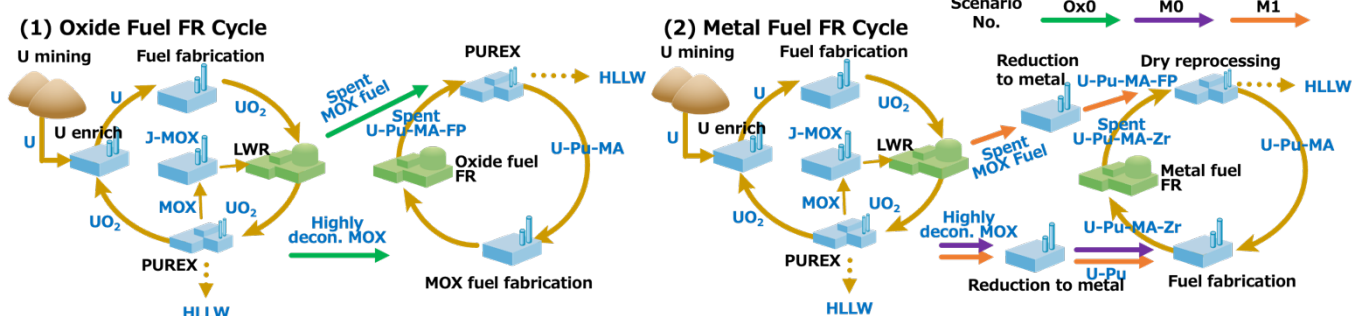 Scenario No.
Ox0
M0
M1
(1) Oxide Fuel FR Cycle
U mining
Fuel fabrication
U
UO2
U enrich
U
J-MOX
LWR
MOX
UO2
UO2
PUREX
HLLW
Spent MOX fuel
Highly decon. MOX
PUREX
HLLW
Spent U-Pu-MA-FP
U-Pu-MA
Oxide fuel FR
MOX fuel fabrication
(2) Metal Fuel FR Cycle
U mining
Fuel fabrication
U
UO2
U enrich
U
J-MOX
LWR
MOX
UO2
UO2
PUREX
HLLW
Spent MOX Fuel
Reduction to metal
U-Pu-MA-FP
Dry reprocessing
HLLW
Spent U-Pu-MA-Zr
U-Pu-MA
Metal fuel FR
Highly decon. MOX
Reduction to metal
U-Pu-MA-Zr
U-Pu
Fuel fabrication